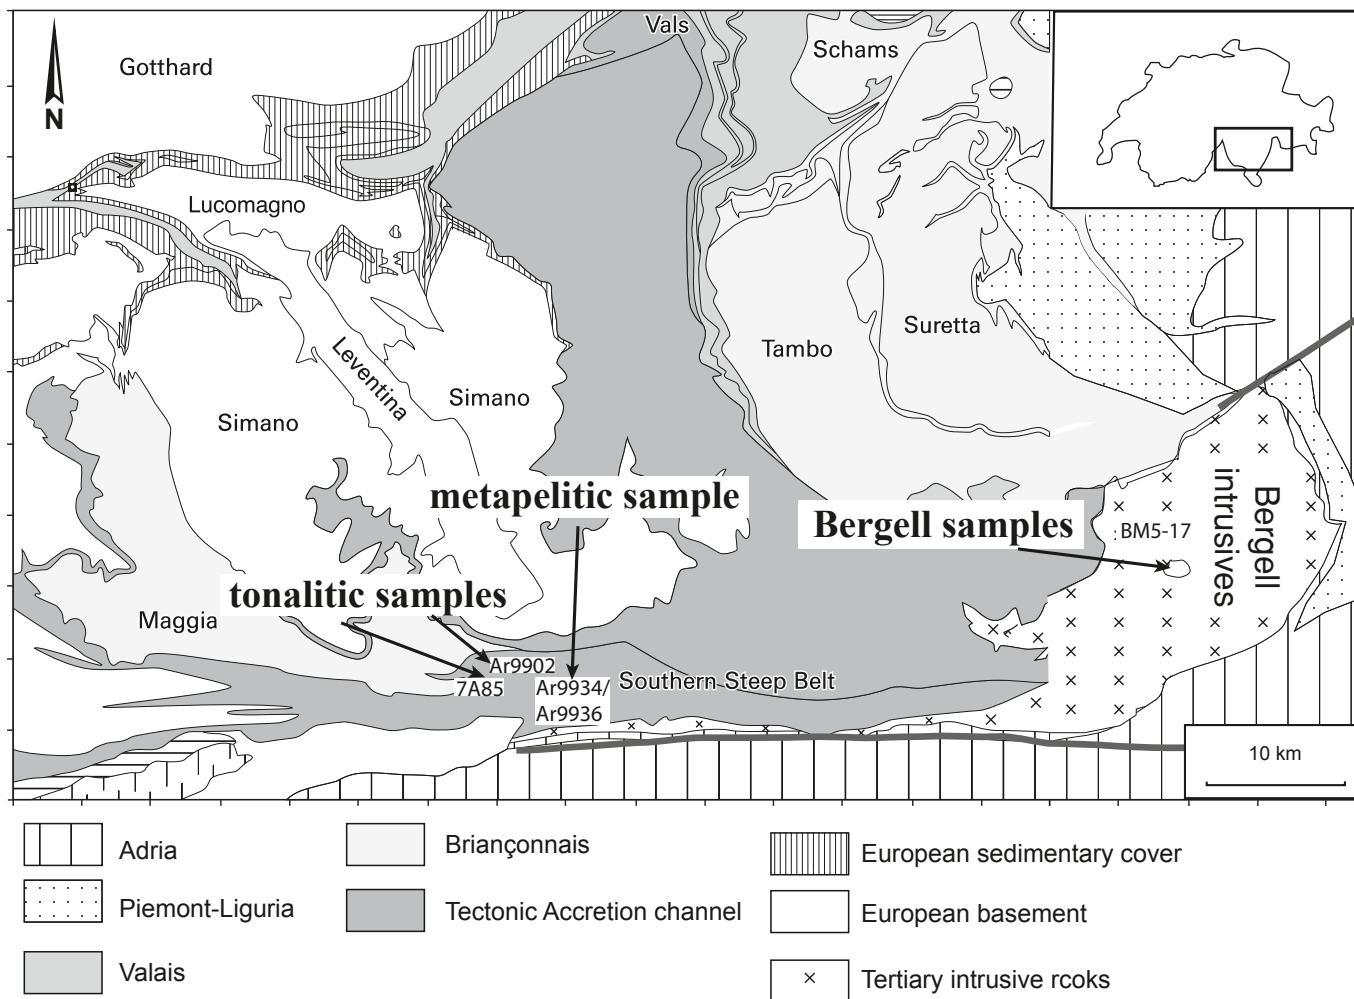 Vals
Schams
Gotthard
N
Lucomagno
Leventina
Suretta
Tambo
Simano
Simano
metapelitic sample
Bergell samples
BM5-17
Bergell
intrusives
tonalitic samples
Maggia
Ar9902
7A85
Ar9934/
Ar9936
Southern Steep Belt
10 km
Adria
Briançonnais
European sedimentary cover
Piemont-Liguria
Tectonic Accretion channel
European basement
Valais
Tertiary intrusive rcoks